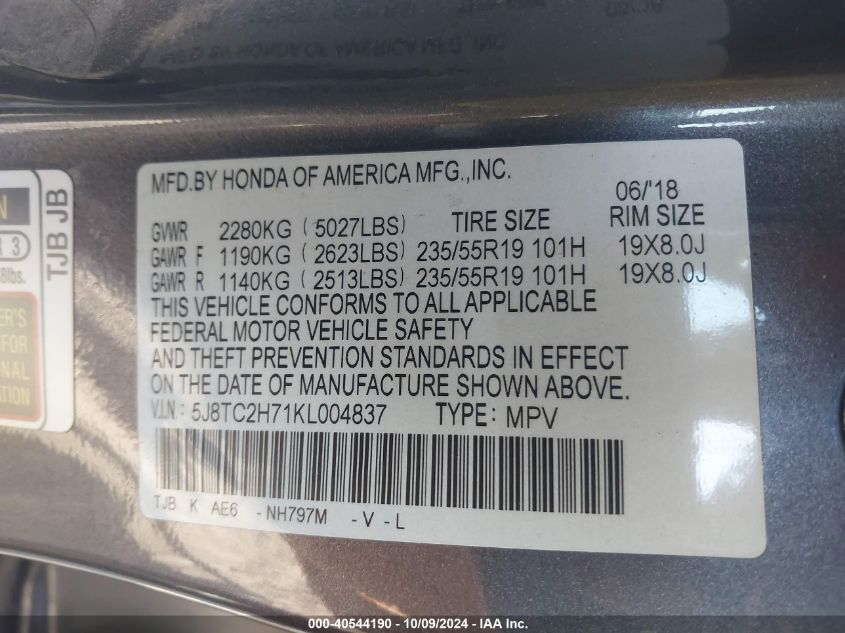 MFD.BY HONDA OF AMERICA MFG.,INC.
06/'18
GVWR 2280KG (5027LBS) TIRE SIZE RIM SIZE
GAWR F 1190KG (2623LBS) 235/55R19 101H 19X8.0J
GAWR R 1140KG (2513LBS) 235/55R19 101H 19X8.0J
THIS VEHICLE CONFORMS TO ALL APPLICABLE
FEDERAL MOTOR VEHICLE SAFETY
AND THEFT PREVENTION STANDARDS IN EFFECT
ON THE DATE OF MANUFACTURE SHOWN ABOVE.
V.I.N.: 5J8TC2H71KL004837 TYPE: MPV
TJB K AE6 -NH797M -V-L
TJB JB
3
8lbs.
FOR
000-40544190 - 10/09/2024 - IAA Inc.